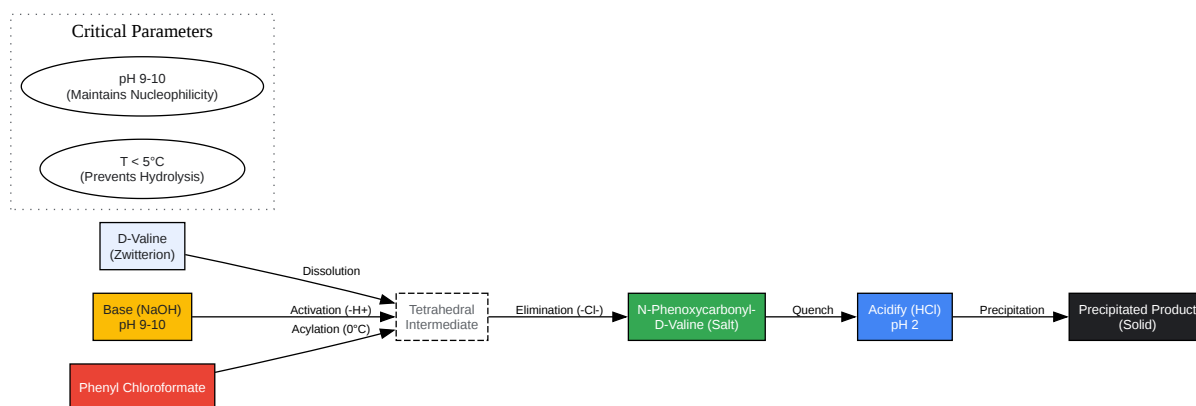 Critical Parameters
pH 9-10
(Maintains Nucleophilicity)
T < 5°C
(Prevents Hydrolysis)
D-Valine
(Zwitterion)
Dissolution
Base (NaOH)
pH 9-10
Activation (-H+)
Acylation (0°C)
Phenyl Chloroformate
Tetrahedral
Intermediate
Elimination (-Cl-)
N-Phenoxycarbonyl-
D-Valine (Salt)
Quench
Acidify (HCl)
pH 2
Precipitation
Precipitated Product
(Solid)